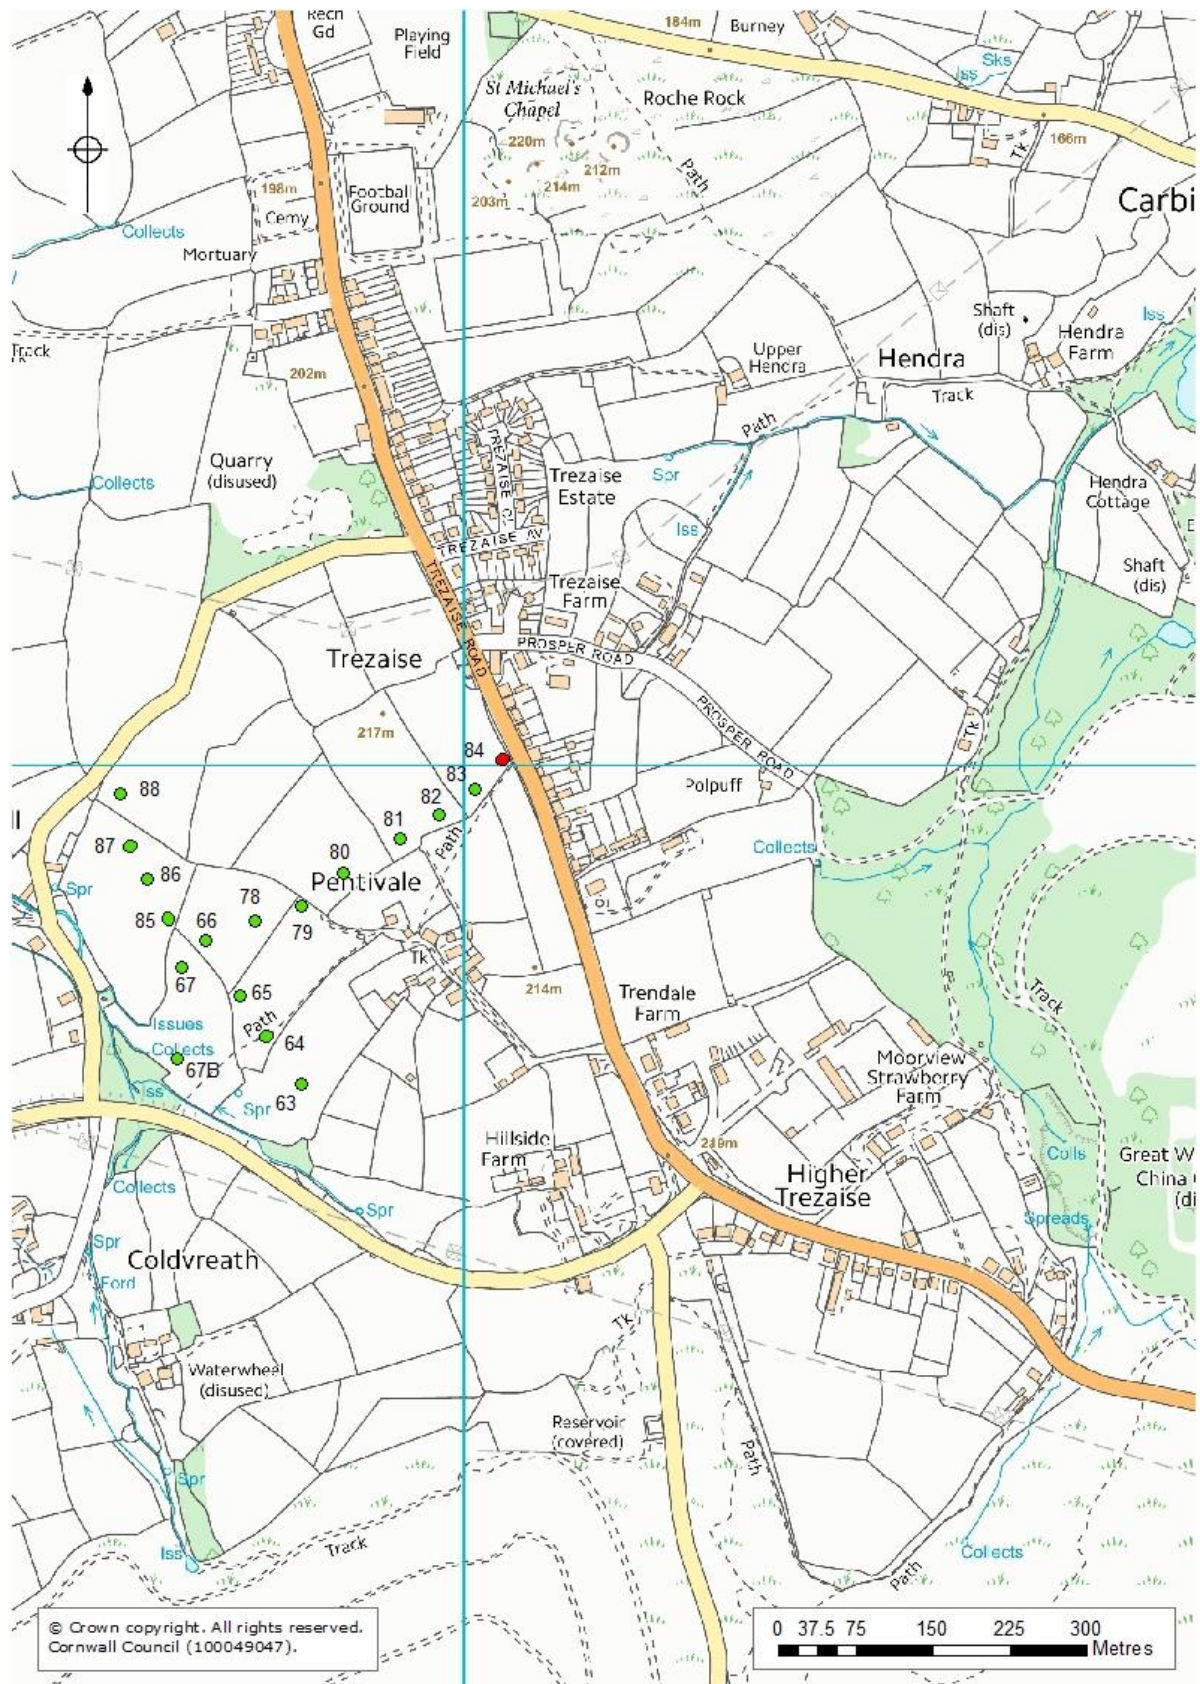 Recn
Gd
Playing
Field
184m
Burney
Sks
Iss
St Michael's
Chapel
Roche Rock
220m
212m
214m
203m
Path
Tk
166m
198m
Cemy
Football
Ground
Carbi
Collects
Mortuary
Shaft
(dis)
Iss
Hendra
Farm
Track
Tk
202m
Upper
Hendra
Hendra
Track
TREZAISE CL
Path
Quarry
(disused)
Collects
Trezaise
Estate
Spr
Hendra
Cottage
Iss
E
TREZAISE AV
Shaft
(dis)
TREZAISE ROAD
Trezaise
Farm
PROSPER ROAD
Trezaise
PROSPER ROAD
Tk
217m
84
83
Polpuff
88
82
81
Path
ll
87
80
Collects
86
Pentivale
Spr
78
85
66
79
Tk
67
65
214m
Trendale
Farm
Track
Issues
Path
64
Collects
67B
Moorview
Strawberry
Farm
Iss
Spr
63
Hillside
Farm
219m
Colls
Great W
China
(di
Higher
Trezaise
Collects
Spr
Spreads
Spr
Coldvreath
Ford
Tk
Waterwheel
(disused)
Reservoir
(covered)
Path
Spr
Iss
Track
Collects
Path
© Crown copyright. All rights reserved.
Cornwall Council (100049047).
0 37.5 75 150 225 300
Metres